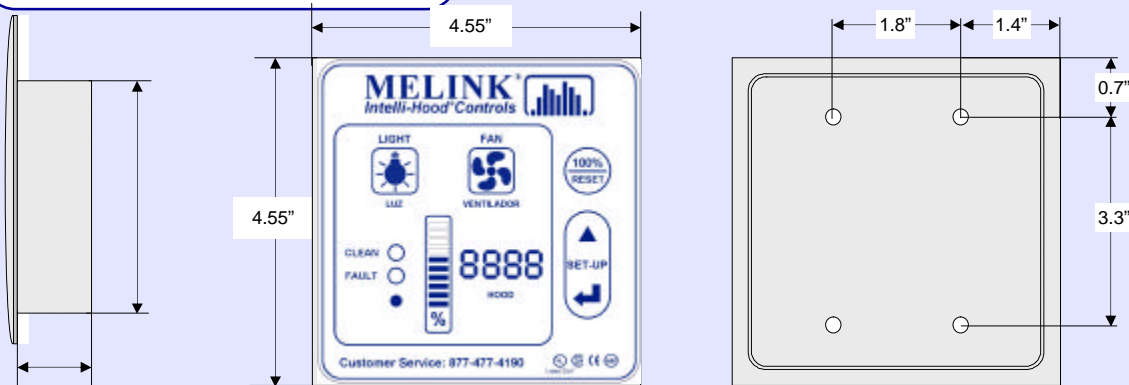 4.55”
1.8”
1.4”
0.7”
4.55”
3.3”
MELINK®
Intelli-Hood® Controls
LIGHT
FAN
LUZ
VENTILADOR
100%
RESET
CLEAN
FAULT
8888
HOOD
%
SET-UP
Customer Service: 877-477-4190